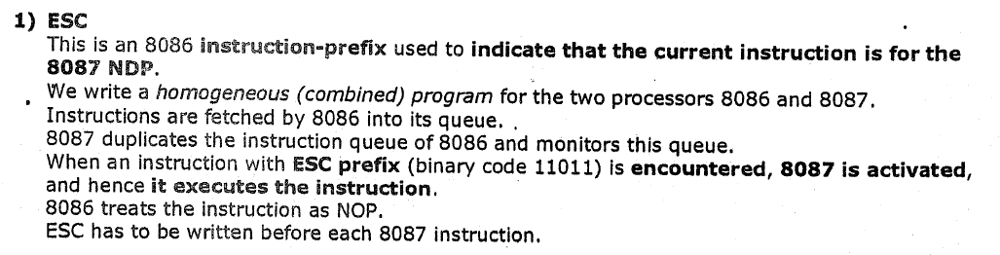 1) ESC
This is an 8086 instruction-prefix used to indicate that the current instruction is for the
8087 NDP.
We write a homogeneous (combined) program for the two processors 8086 and 8087.
Instructions are fetched by 8086 into its queue.
8087 duplicates the instruction queue of 8086 and monitors this queue.
When an instruction with ESC prefix (binary code 11011) is encountered, 8087 is activated,
and hence it executes the instruction.
8086 treats the instruction as NOP.
ESC has to be written before each 8087 instruction.